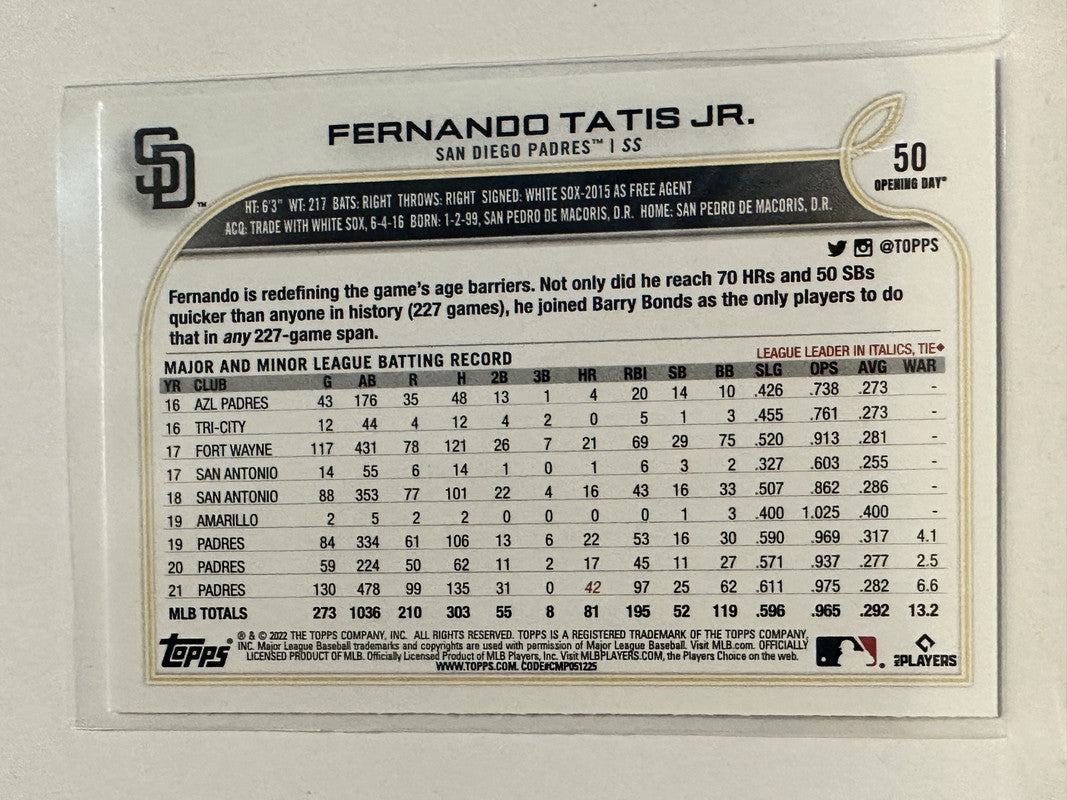 SD™
FERNANDO TATIS JR.
SAN DIEGO PADRES™ | SS
50
OPENING DAY®
HT: 6'3" WT: 217 BATS: RIGHT THROWS: RIGHT SIGNED: WHITE SOX-2015 AS FREE AGENT
ACQ: TRADE WITH WHITE SOX, 6-4-16 BORN: 1-2-99, SAN PEDRO DE MACORIS, D.R. HOME: SAN PEDRO DE MACORIS, D.R.
@TOPPS
Fernando is redefining the game's age barriers. Not only did he reach 70 HRs and 50 SBs
quicker than anyone in history (227 games), he joined Barry Bonds as the only players to do
that in any 227-game span.
MAJOR AND MINOR LEAGUE BATTING RECORD LEAGUE LEADER IN ITALICS, TIE◆
YR CLUB G AB R H 2B 3B HR RBI SB BB SLG OPS AVG WAR
16 AZL PADRES 43 176 35 48 13 1 4 20 14 10 .426 .738 .273 -
16 TRI-CITY 12 44 4 12 4 2 0 5 1 3 .455 .761 .273 -
17 FORT WAYNE 117 431 78 121 26 7 21 69 29 75 .520 .913 .281 -
17 SAN ANTONIO 14 55 6 14 1 0 1 6 3 2 .327 .603 .255 -
18 SAN ANTONIO 88 353 77 101 22 4 16 43 16 33 .507 .862 .286 -
19 AMARILLO 2 5 2 2 0 0 0 0 1 3 .400 1.025 .400 -
19 PADRES 84 334 61 106 13 6 22 53 16 30 .590 .969 .317 4.1
20 PADRES 59 224 50 62 11 2 17 45 11 27 .571 .937 .277 2.5
21 PADRES 130 478 99 135 31 0 42 97 25 62 .611 .975 .282 6.6
MLB TOTALS 273 1036 210 303 55 8 81 195 52 119 .596 .965 .292 13.2
Topps®
® & © 2022 THE TOPPS COMPANY, INC. ALL RIGHTS RESERVED. TOPPS IS A REGISTERED TRADEMARK OF THE TOPPS COMPANY,
INC. Major League Baseball trademarks and copyrights are used with permission of Major League Baseball. Visit MLB.com. OFFICIALLY
LICENSED PRODUCT OF MLB. Officially Licensed Product of MLB Players, Inc. Visit MLBPLAYERS.COM, the Players Choice on the web.
WWW.TOPPS.COM. CODE#CMP051225
MLB PLAYERS